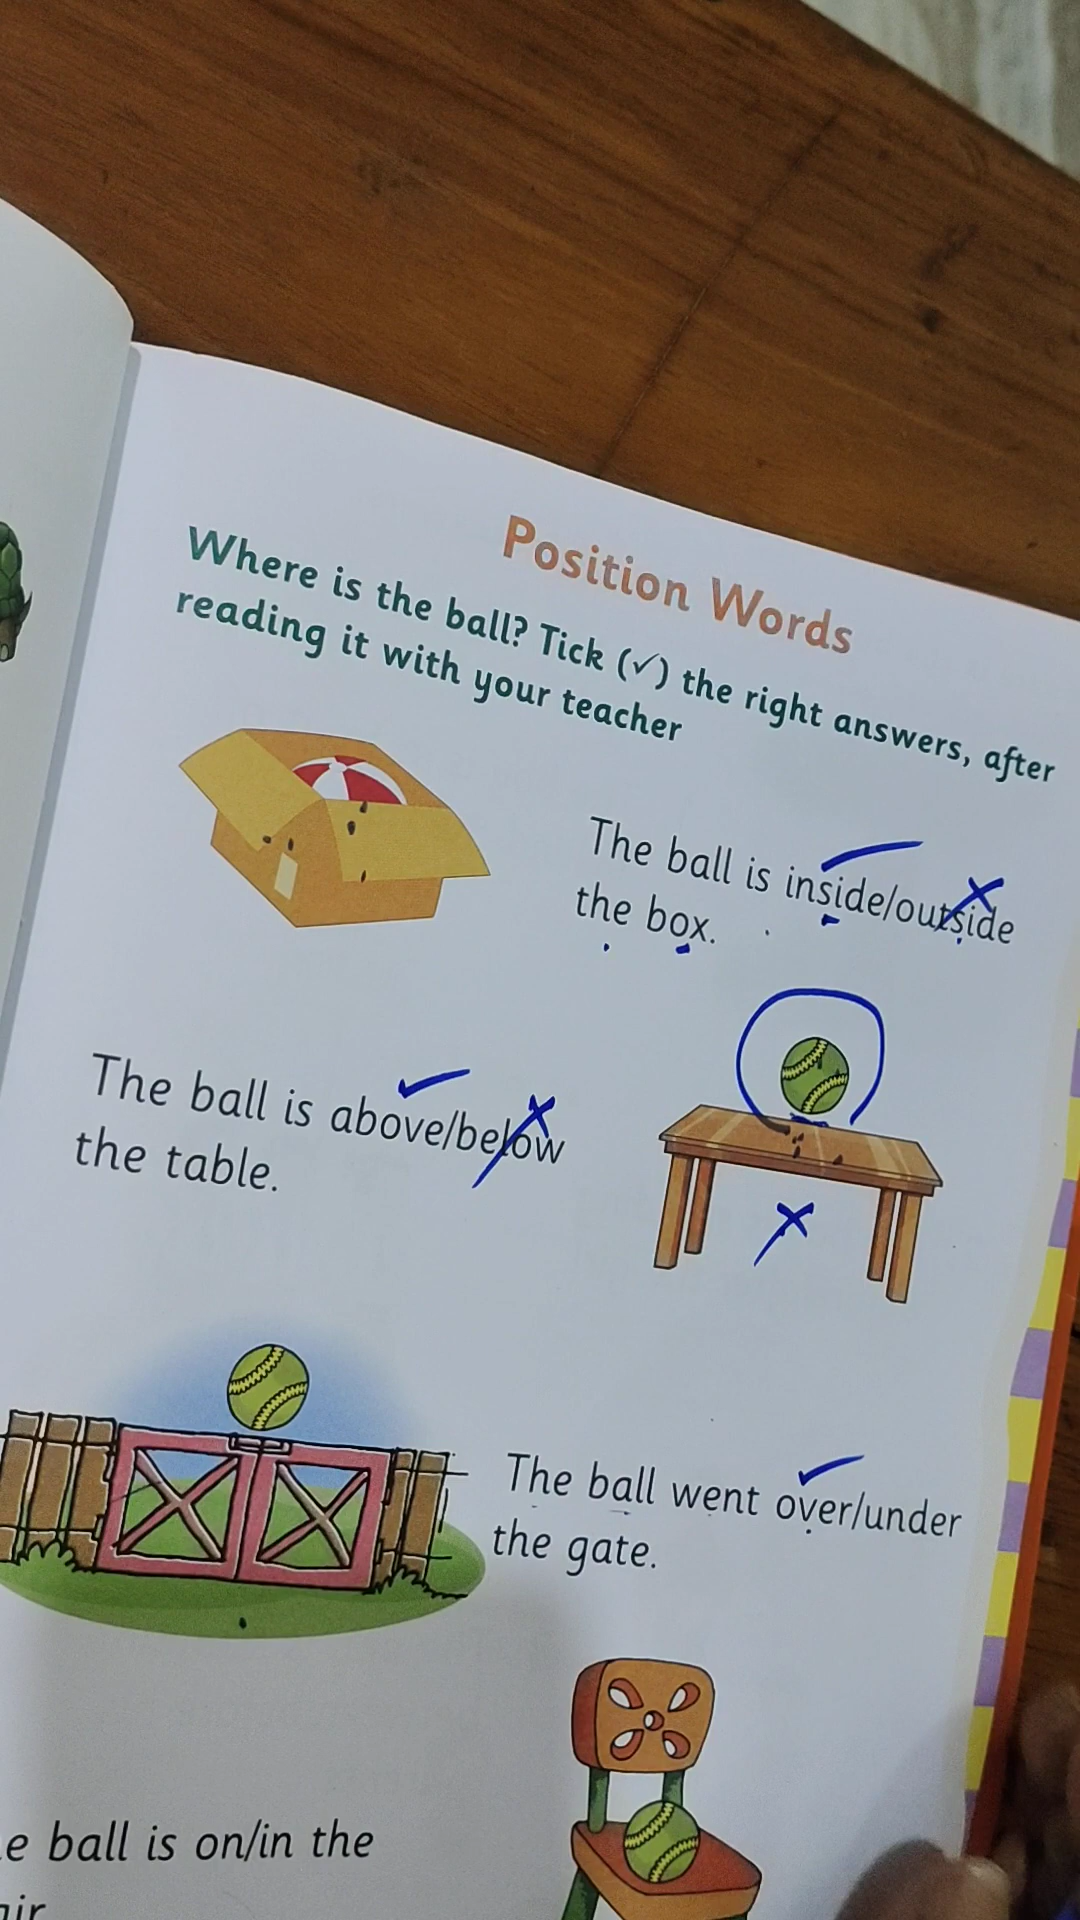 Position Words
Where is the ball? Tick (✓) the right answers, after
reading it with your teacher
The ball is inside/outside
the box.
The ball is above/below
the table.
The ball went over/under
the gate.
ball is on/in the